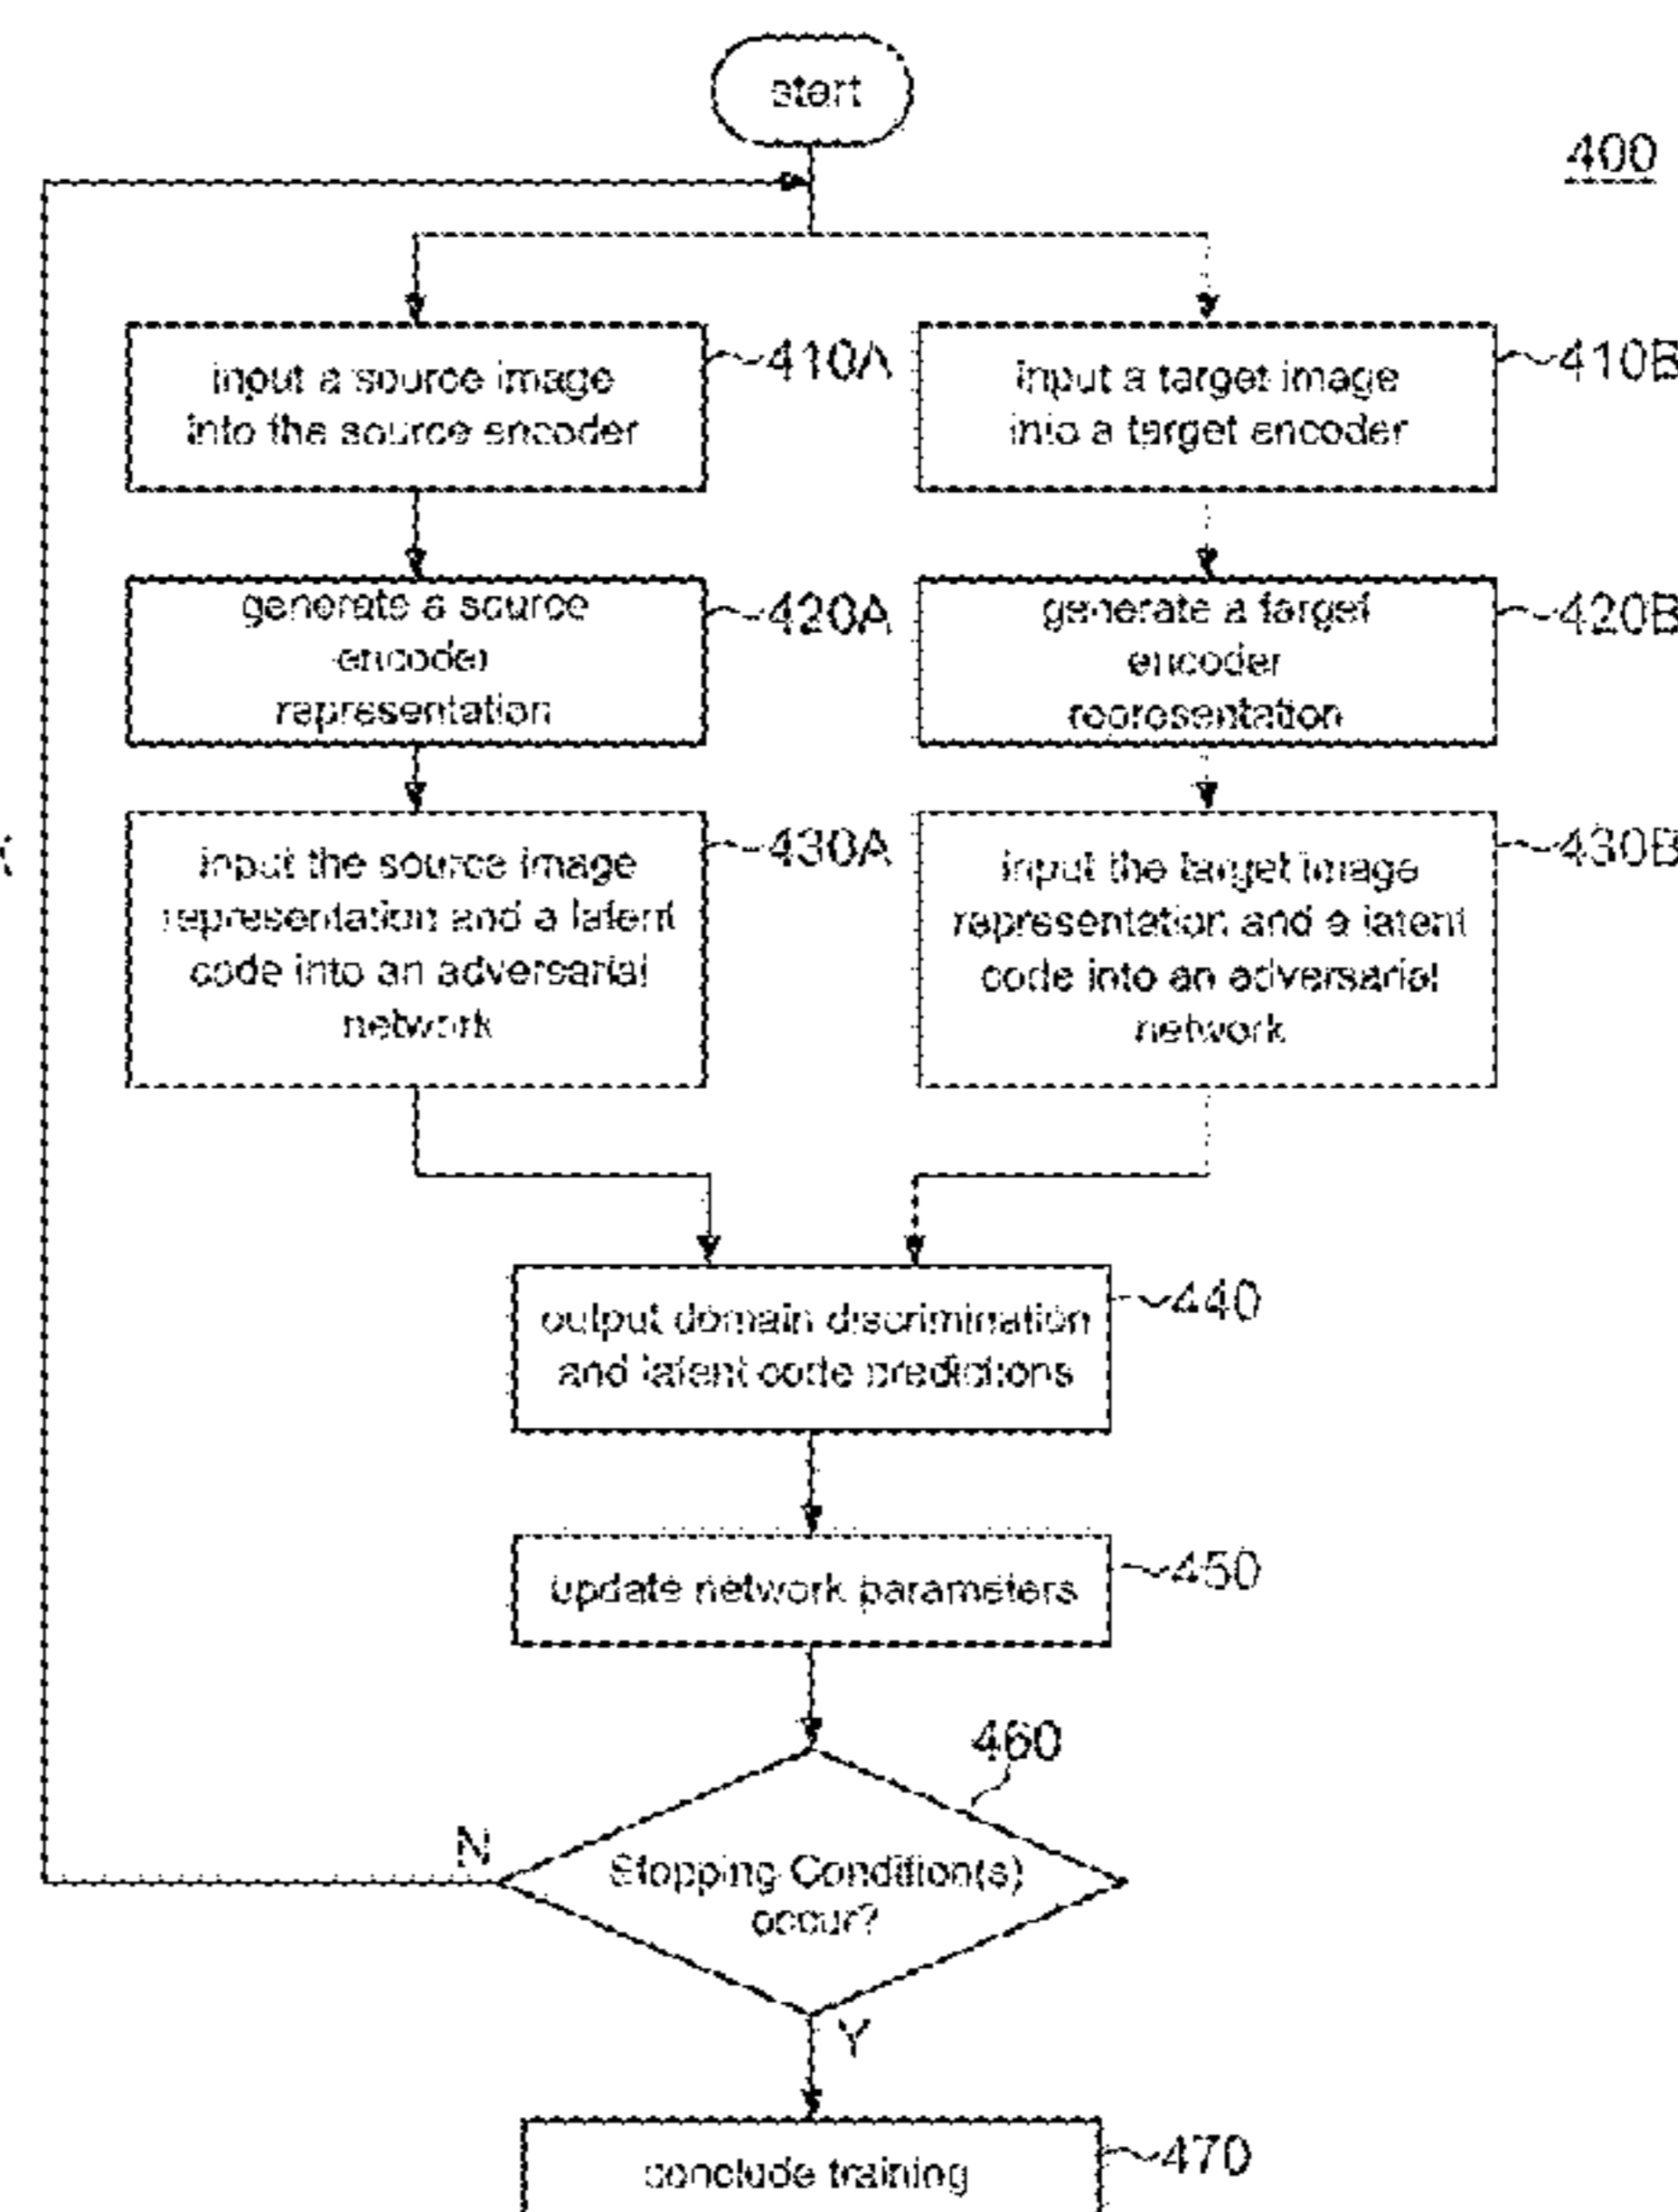 start
400
input a source image
into the source encoder
410A
input a target image
into a target encoder
410B
generate a source
encoder
representation
420A
generate a target
encoder
representation
420B
input the source image
representation and a latent
code into an adversarial
network
430A
input the target image
representation and a latent
code into an adversarial
network
430B
output domain discrimination
and latent code predictions
440
update network parameters
450
460
Stopping Condition(s)
occur?
N
Y
conclude training
470